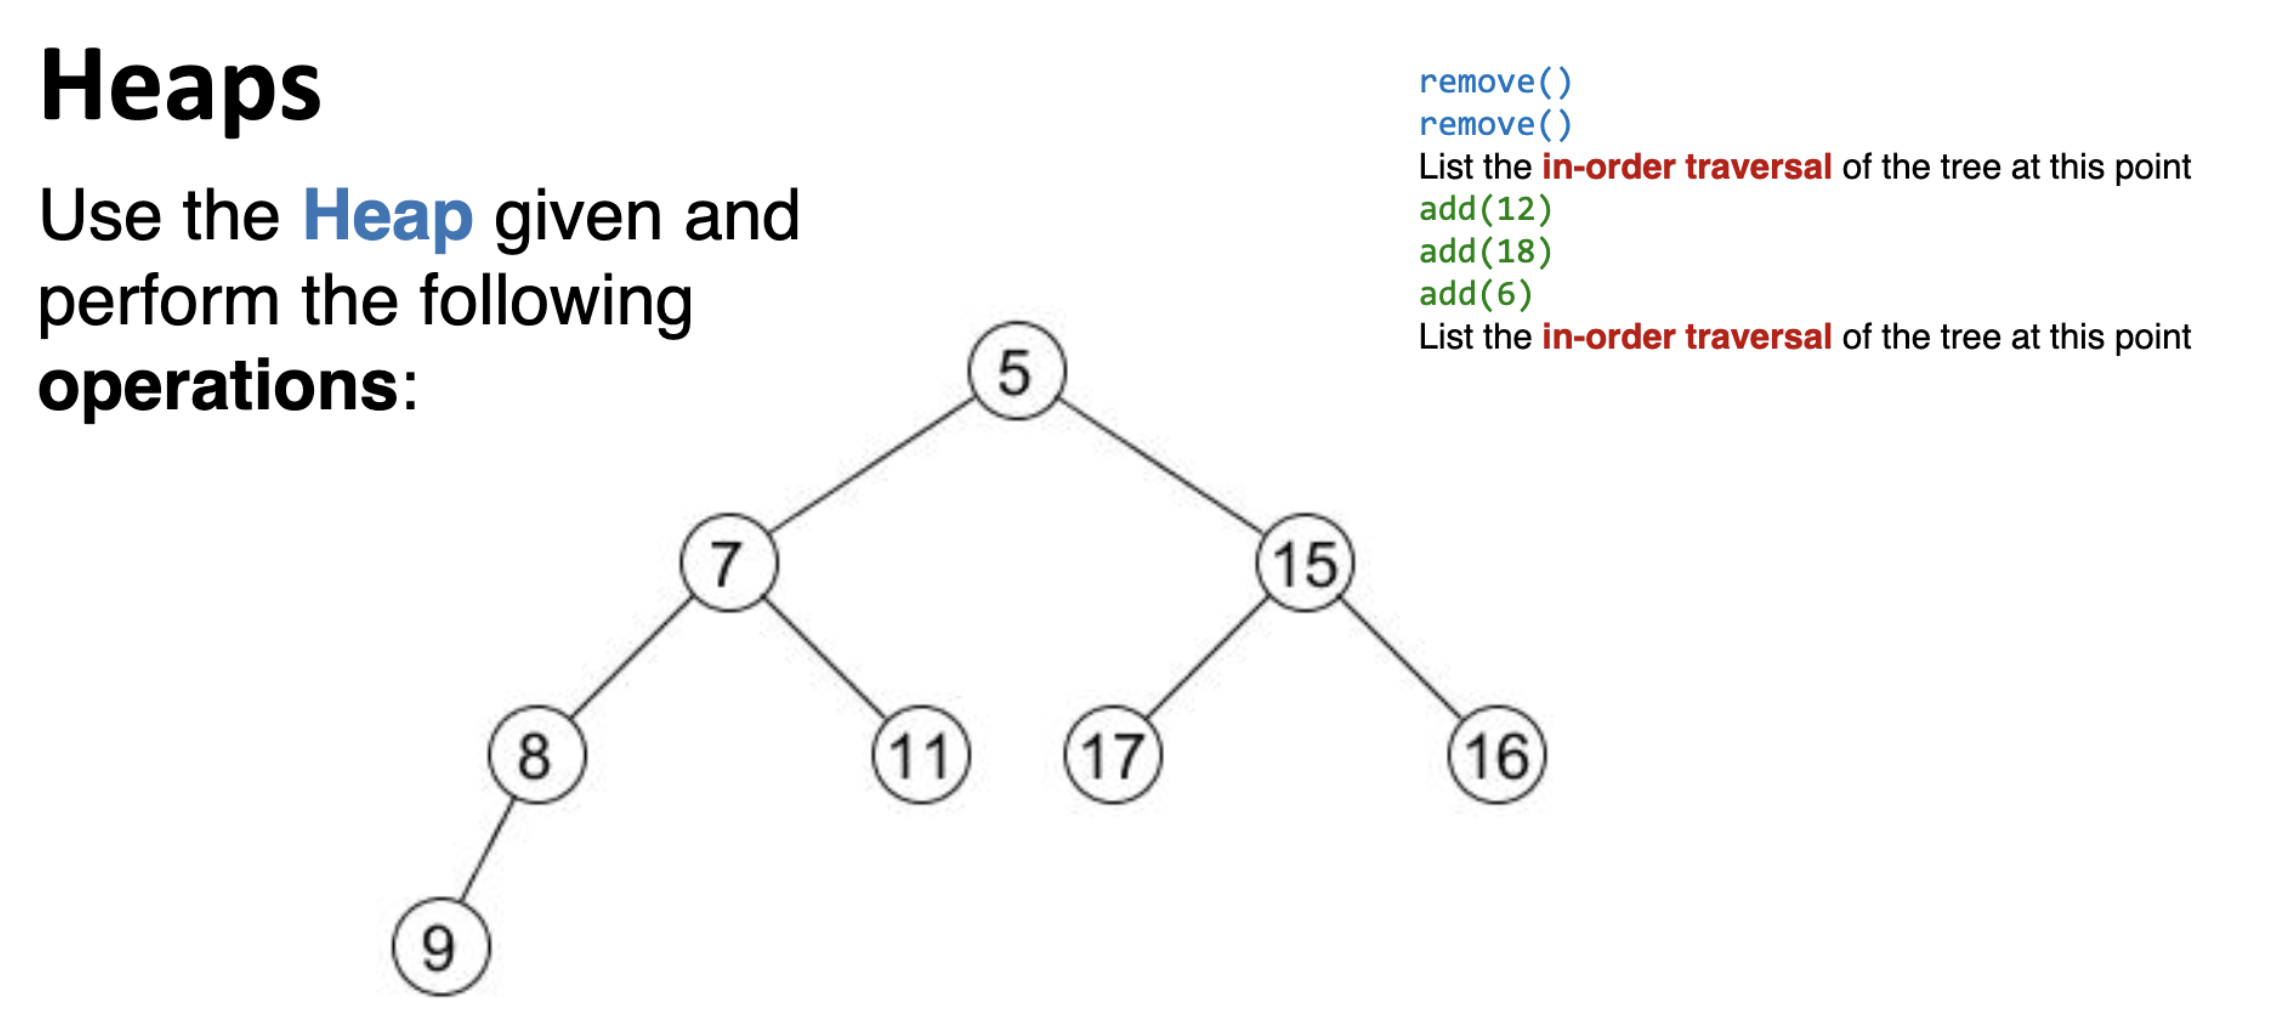 Heaps
Use the Heap given and
perform the following
operations:
remove()
remove()
List the in-order traversal of the tree at this point
add(12)
add(18)
add(6)
List the in-order traversal of the tree at this point
5
7
15
8
11
17
16
9